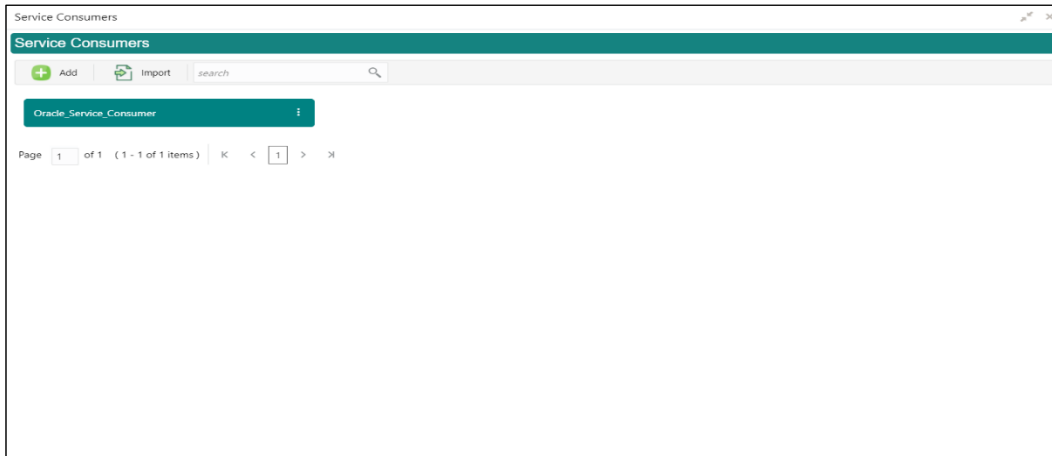 Service Consumers
Service Consumers
Add Import search
Oracle_Service_Consumer
Page 1 of 1 ( 1 - 1 of 1 items ) K < 1 > >|